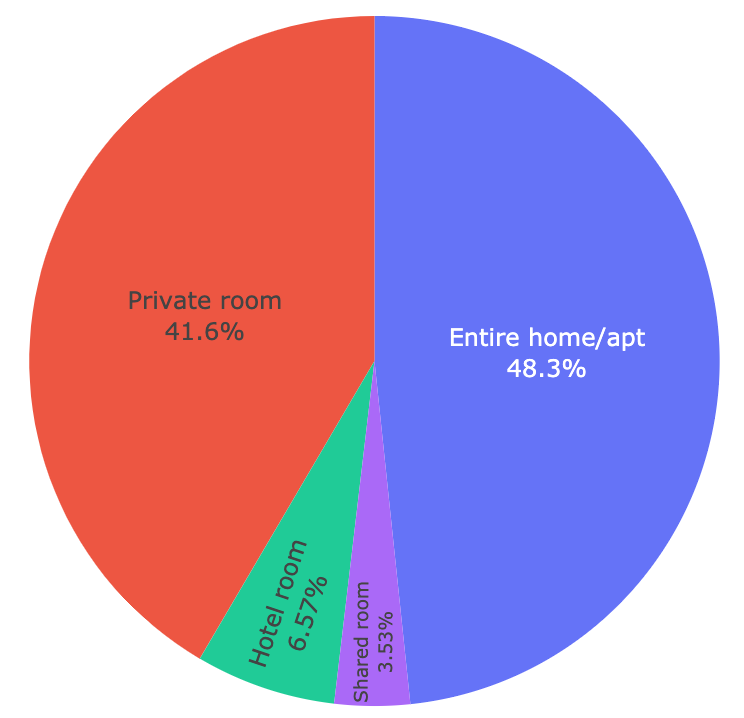 Private room
41.6%
Entire home/apt
48.3%
Hotel room
6.57%
Shared room
3.53%